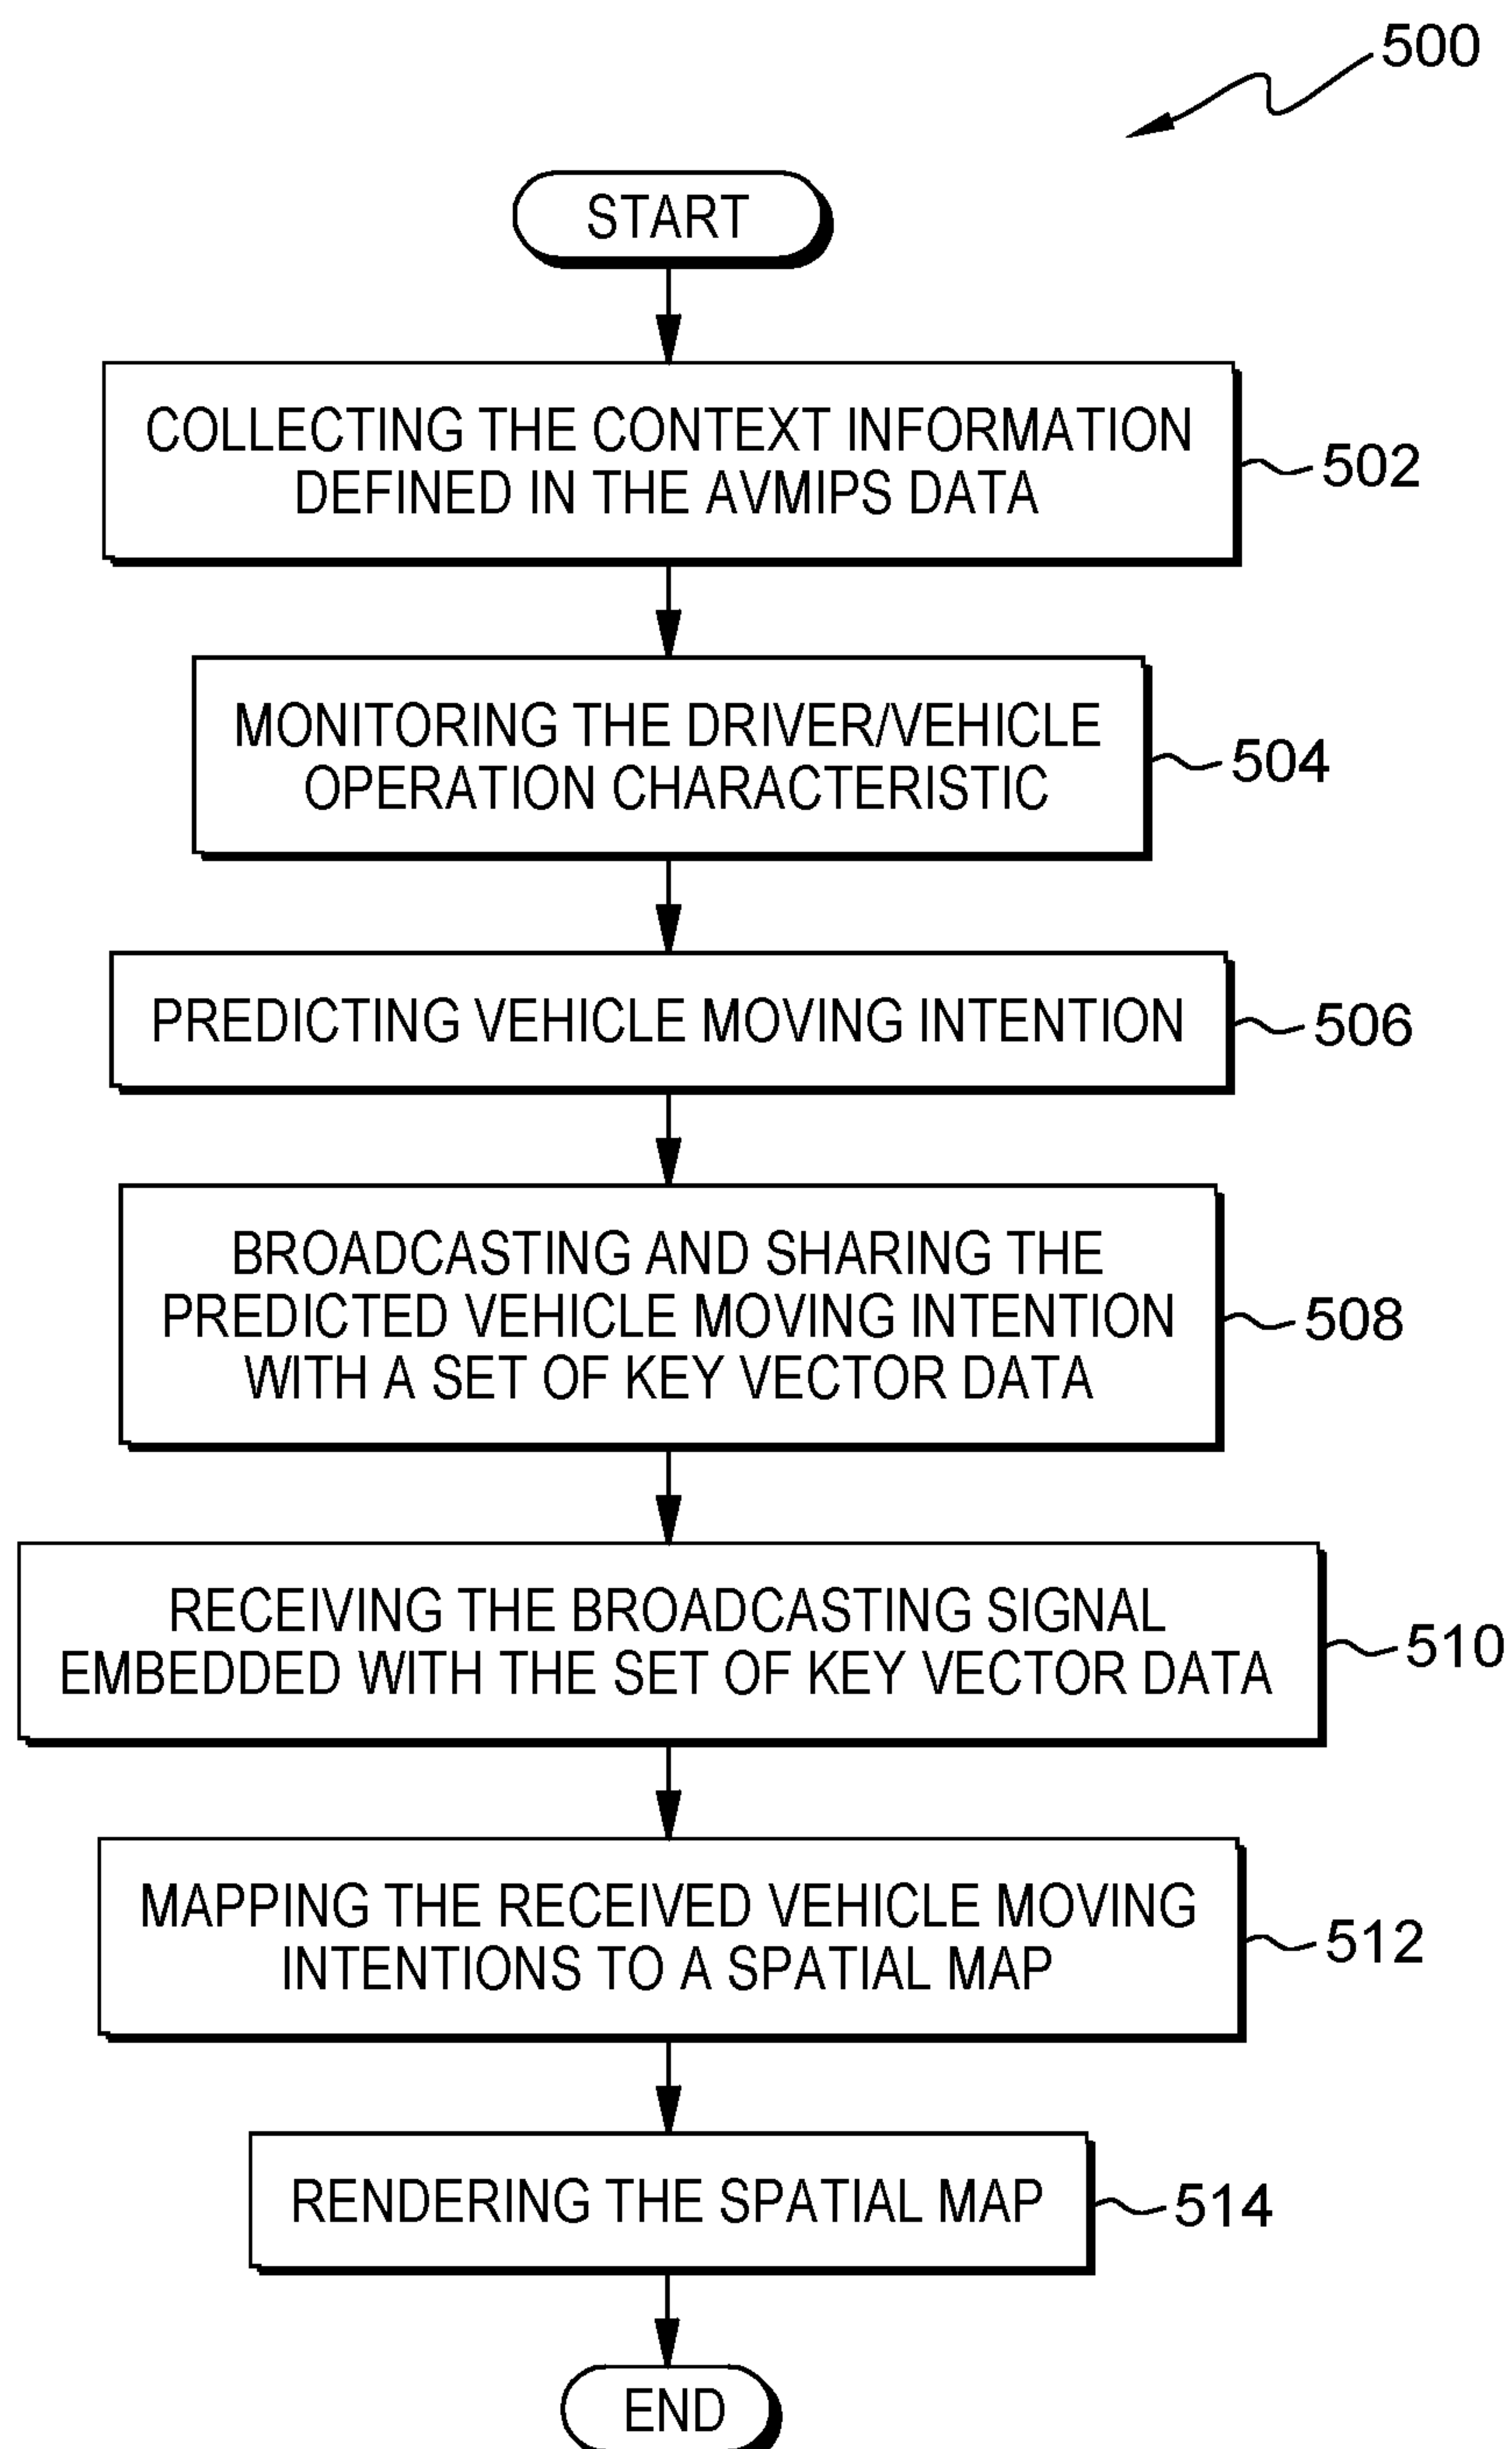 500
START
COLLECTING THE CONTEXT INFORMATION
DEFINED IN THE AVMIPS DATA
502
MONITORING THE DRIVER/VEHICLE
OPERATION CHARACTERISTIC
504
PREDICTING VEHICLE MOVING INTENTION
506
BROADCASTING AND SHARING THE
PREDICTED VEHICLE MOVING INTENTION
WITH A SET OF KEY VECTOR DATA
508
RECEIVING THE BROADCASTING SIGNAL
EMBEDDED WITH THE SET OF KEY VECTOR DATA
510
MAPPING THE RECEIVED VEHICLE MOVING
INTENTIONS TO A SPATIAL MAP
512
RENDERING THE SPATIAL MAP
514
END